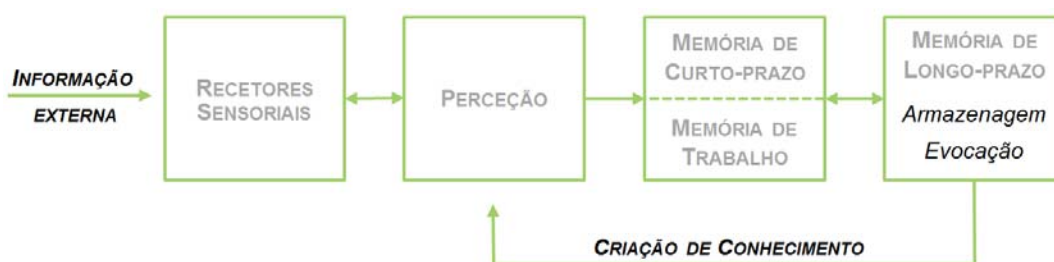 INFORMAÇÃO
EXTERNA
RECETORES
SENSORIAIS
PERCEÇÃO
MEMÓRIA DE
CURTO-PRAZO
MEMÓRIA DE
TRABALHO
MEMÓRIA DE
LONGO-PRAZO
Armazenagem
Evocação
CRIAÇÃO DE CONHECIMENTO